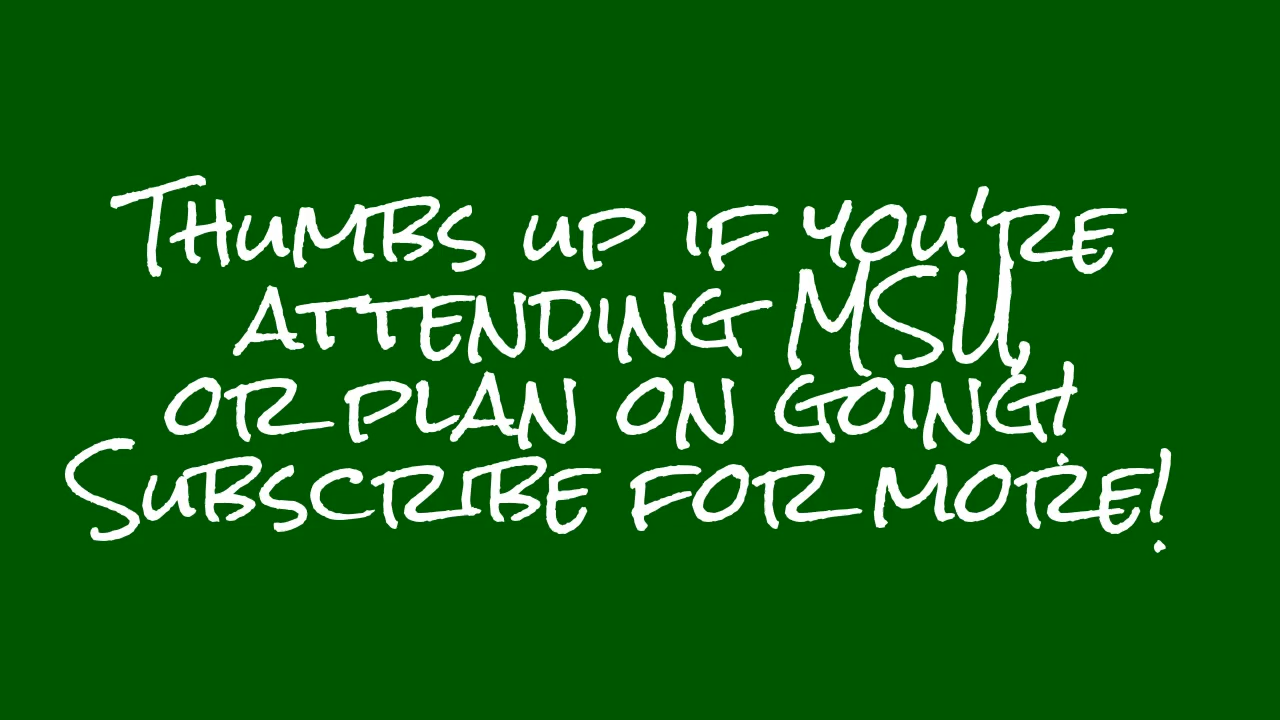 Thumbs up if you're
attending MSU,
or plan on going!
Subscribe for more!